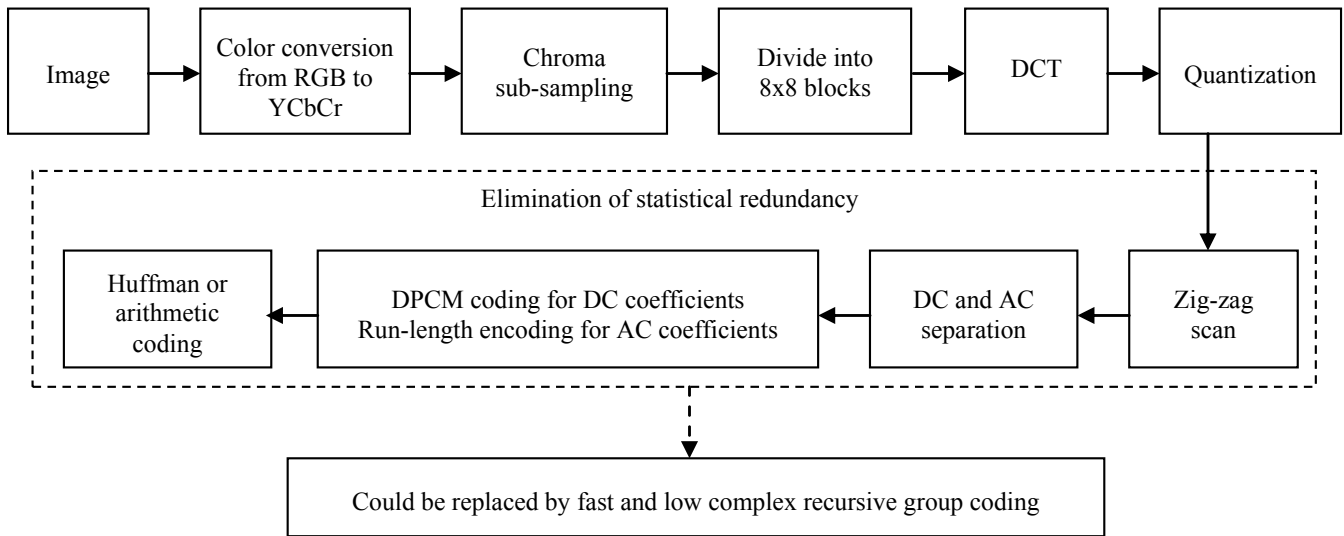 Image
Color conversion
from RGB to
YCbCr
Chroma
sub-sampling
Divide into
8x8 blocks
DCT
Quantization
Elimination of statistical redundancy
Huffman or
arithmetic
coding
DPCM coding for DC coefficients
Run-length encoding for AC coefficients
DC and AC
separation
Zig-zag
scan
Could be replaced by fast and low complex recursive group coding